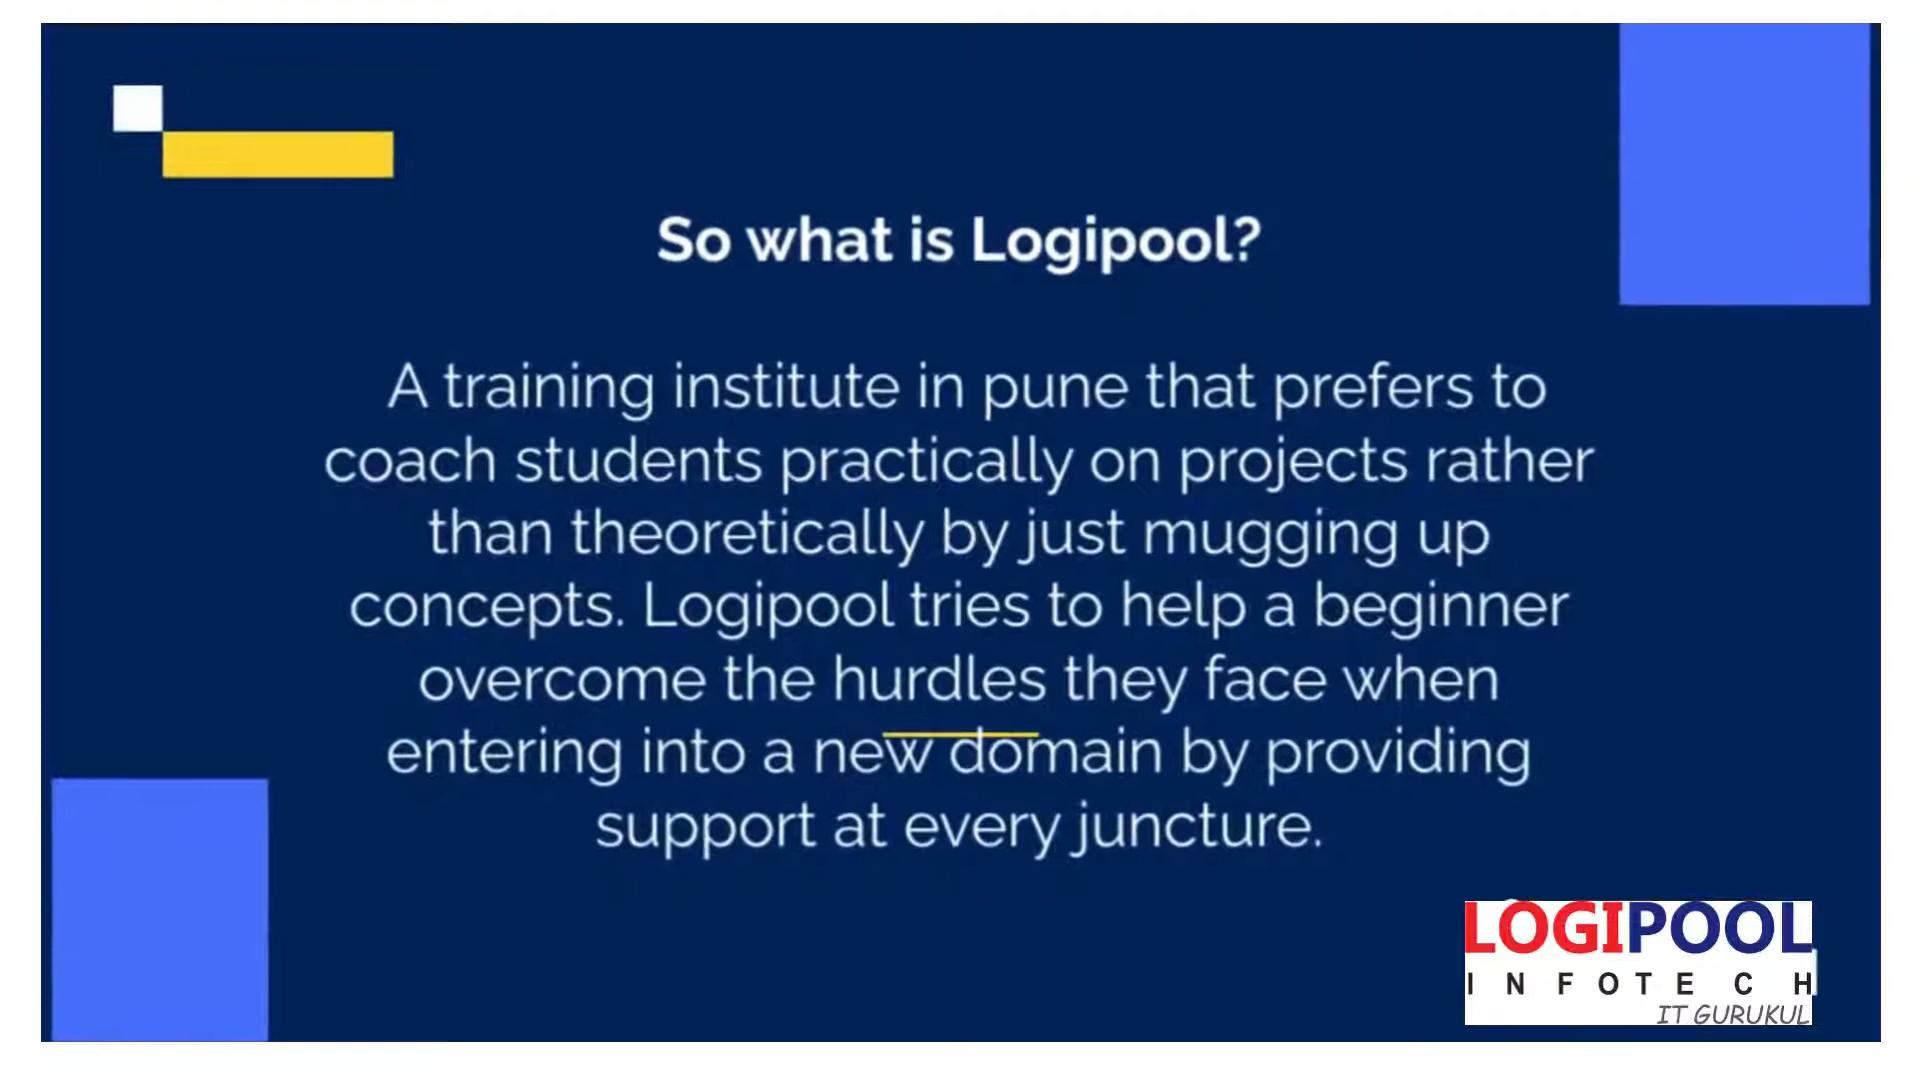 So what is Logipool?
A training institute in pune that prefers to
coach students practically on projects rather
than theoretically by just mugging up
concepts. Logipool tries to help a beginner
overcome the hurdles they face when
entering into a new domain by providing
support at every juncture.
LOGIPOOL
INFOTECH
IT GURUKUL